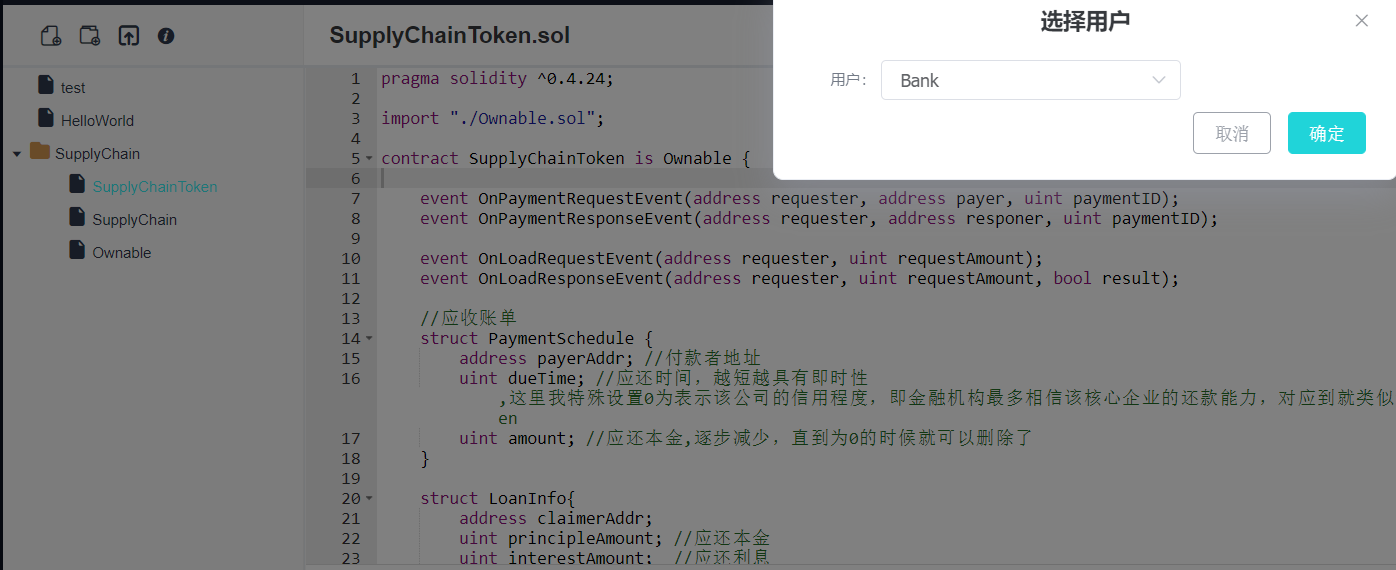 SupplyChainToken.sol
选择用户
用户：
Bank
取消
确定
test
HelloWorld
SupplyChain
SupplyChainToken
SupplyChain
Ownable
1 pragma solidity ^0.4.24;
2
3 import "./Ownable.sol";
4
5 contract SupplyChainToken is Ownable {
6
7 event OnPaymentRequestEvent(address requester, address payer, uint paymentID);
8 event OnPaymentResponseEvent(address requester, address responer, uint paymentID);
9
10 event OnLoadRequestEvent(address requester, uint requestAmount);
11 event OnLoadResponseEvent(address requester, uint requestAmount, bool result);
12
13 //应收账单
14 struct PaymentSchedule {
15 address payerAddr; //付款者地址
16 uint dueTime; //应还时间，越短越具有即时性
,这里我特殊设置0为表示该公司的信用程度，即金融机构最多相信该核心企业的还款能力，对应到就类似
en
17 uint amount; //应还本金,逐步减少，直到为0的时候就可以删除了
18 }
19
20 struct LoanInfo{
21 address claimerAddr;
22 uint principleAmount; //应还本金
23 uint interestAmount; //应还利息